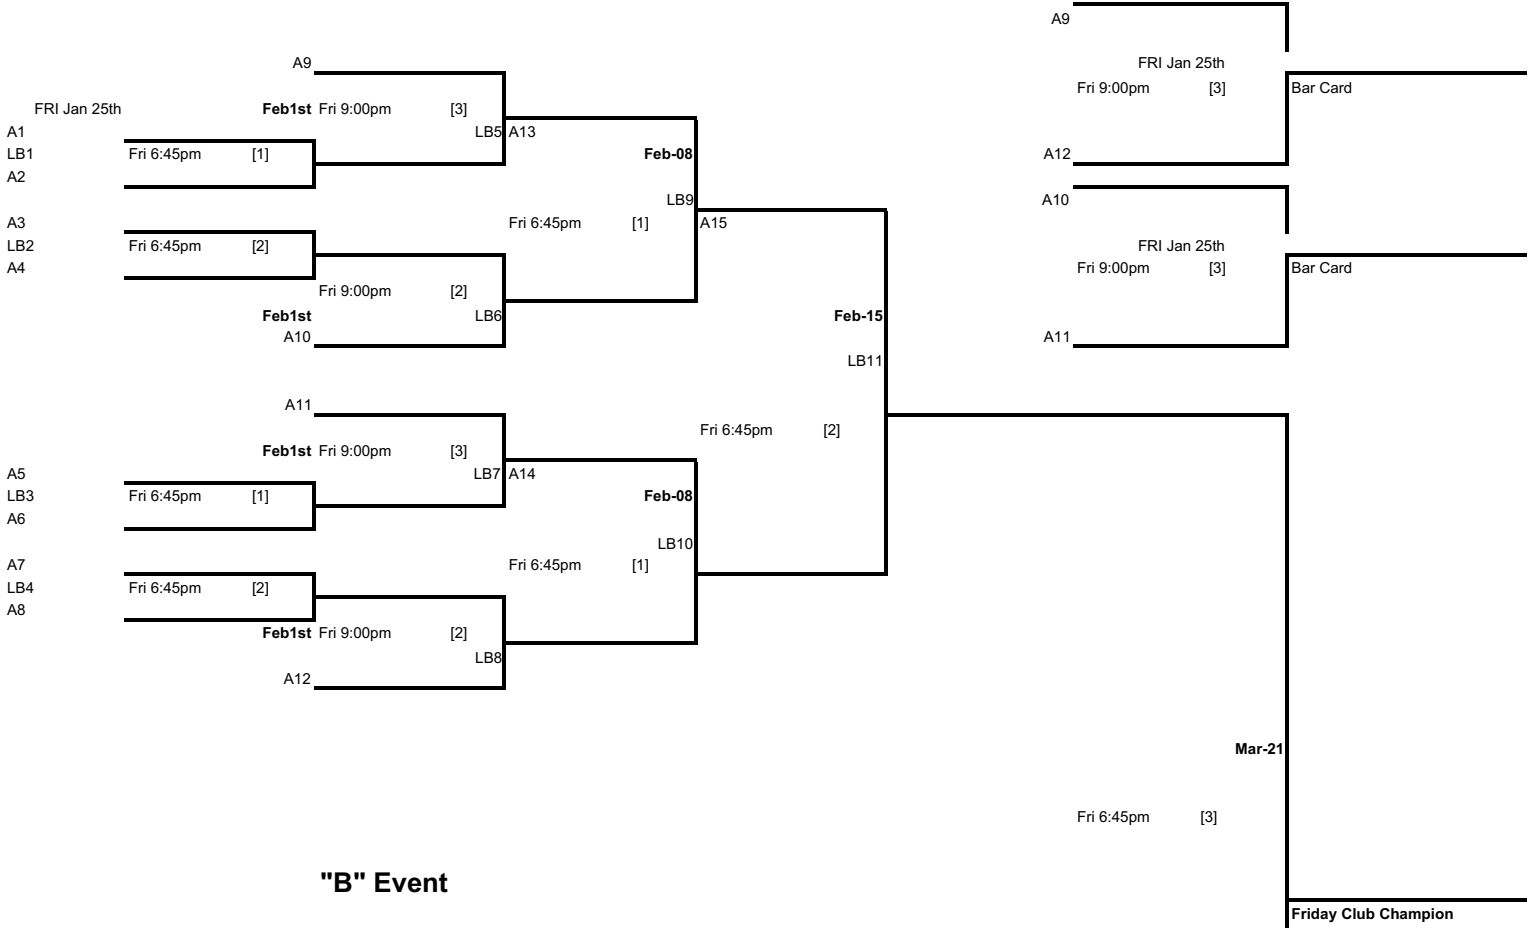 A9
A9
FRI Jan 25th
Fri 9:00pm [3] Bar Card
FRI Jan 25th
Feb1st Fri 9:00pm [3]
A1
LB5 A13
LB1 Fri 6:45pm [1]
Feb-08
A12
A2
LB9
A10
A3
Fri 6:45pm [1] A15
LB2 Fri 6:45pm [2]
FRI Jan 25th
A4
Fri 9:00pm [3] Bar Card
Fri 9:00pm [2]
Feb1st
LB6
Feb-15
A10
A11
LB11
A11
Fri 6:45pm [2]
Feb1st Fri 9:00pm [3]
A5
LB7 A14
LB3 Fri 6:45pm [1]
Feb-08
A6
LB10
A7
Fri 6:45pm [1]
LB4 Fri 6:45pm [2]
A8
Feb1st Fri 9:00pm [2]
LB8
A12
Mar-21
Fri 6:45pm [3]
"B" Event
Friday Club Champion